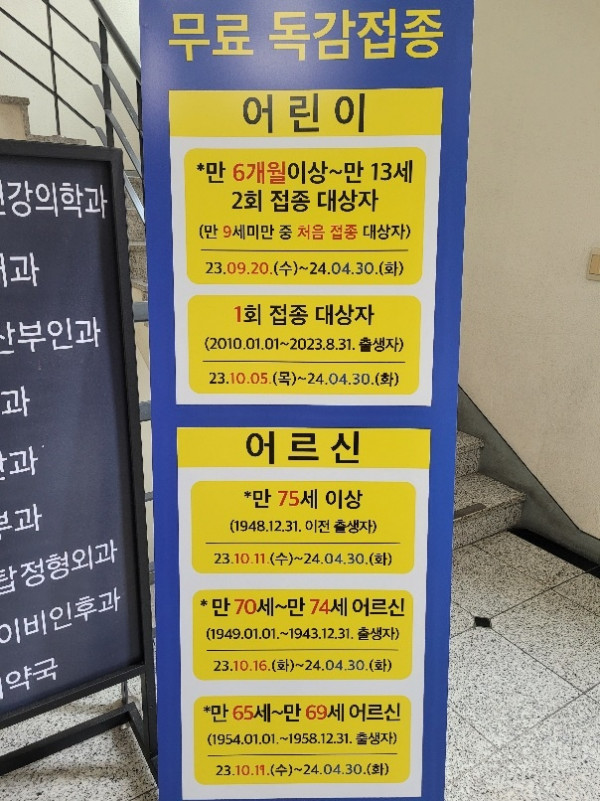 무료 독감접종
어린이
*만 6개월이상~만 13세
2회 접종 대상자
(만 9세미만 중 처음 접종 대상자)
23.09.20.(수)~24.04.30.(화)
1회 접종 대상자
(2010.01.01~2023.8.31. 출생자)
23.10.05.(목)~24.04.30.(화)
어르신
*만 75세 이상
(1948.12.31. 이전 출생자)
23.10.11.(수)~24.04.30.(화)
*만 70세~만 74세 어르신
(1949.01.01.~1943.12.31. 출생자)
23.10.16.(화)~24.04.30.(화)
*만 65세~만 69세 어르신
(1954.01.01.~1958.12.31. 출생자)
23.10.11.(수)~24.04.30.(화)
강의학과
과
산부인과
과
과
과
탑정형외과
이비인후과
약국